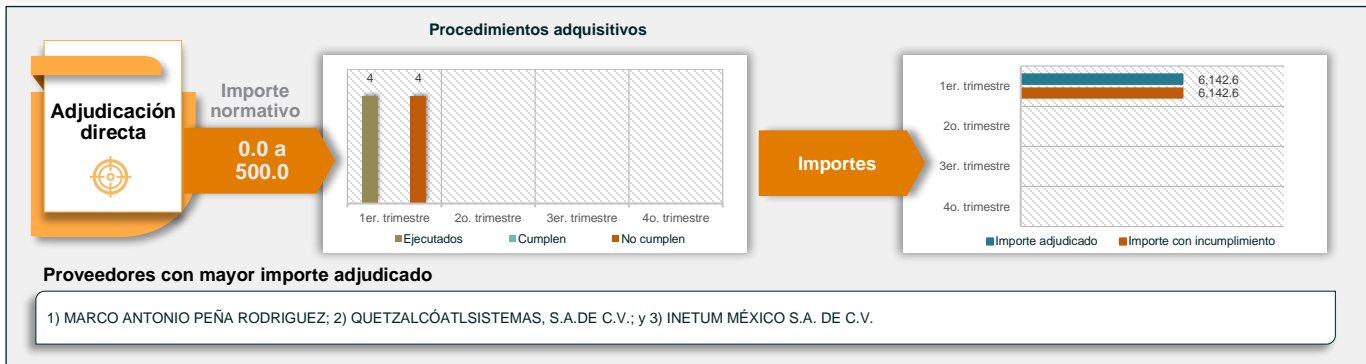 Procedimientos adquisitivos
Adjudicación
directa
Importe
normativo
0.0 a
500.0
4 4
1er. trimestre 2o. trimestre 3er. trimestre 4o. trimestre
Ejecutados Cumplen No cumplen
Importes
1er. trimestre
6,142.6
6,142.6
2o. trimestre
3er. trimestre
4o. trimestre
Importe adjudicado Importe con incumplimiento
Proveedores con mayor importe adjudicado
1) MARCO ANTONIO PEÑA RODRIGUEZ; 2) QUETZALCÓATLSISTEMAS, S.A.DE C.V.; y 3) INETUM MÉXICO S.A. DE C.V.